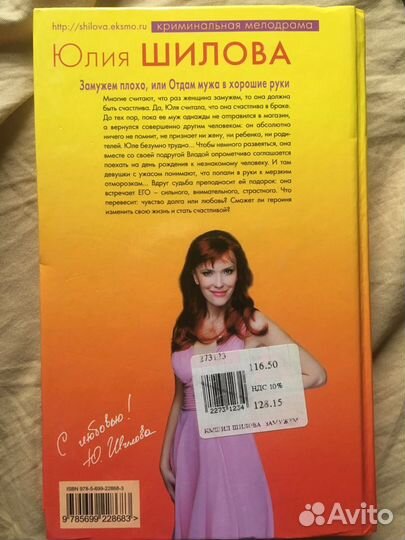 http://shilova.eksmo.ru криминальная мелодрама
Юлия ШИЛОВА
Замужем плохо, или Отдам мужа в хорошие руки
Многие считают, что раз женщина замужем, то она должна
быть счастлива. Да, Юля считала, что она счастлива в браке.
До тех пор, пока ее муж однажды не отправился в магазин,
а вернулся совершенно другим человеком: он абсолютно
ничего не помнит, не признает ни жену, ни ребенка, ни роди-
телей. Юле безумно трудно... Чтобы немного развеяться, она
вместе со своей подругой Владой опрометчиво соглашается
поехать на день рождения к незнакомому человеку. И там
девушки с ужасом понимают, что попали в руки к мерзким
отморозкам... Вдруг судьба преподносит ей подарок: она
встречает ЕГО – сильного, внимательного, страстного. Что
перевесит: чувство долга или любовь? Сможет ли героиня
изменить свою жизнь и стать счастливой?
273123
116.50
НДС 10%
2273 1234
128.15
КМШИЛ ШИЛОВА ЗАМУЖЕМ
С любовью!
Ю. Шилова
ISBN 978-5-699-22868-3
9 785699 228683 >
Avito